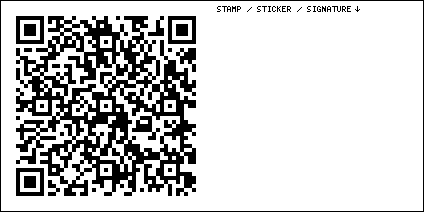 STAMP / STICKER / SIGNATURE ↓